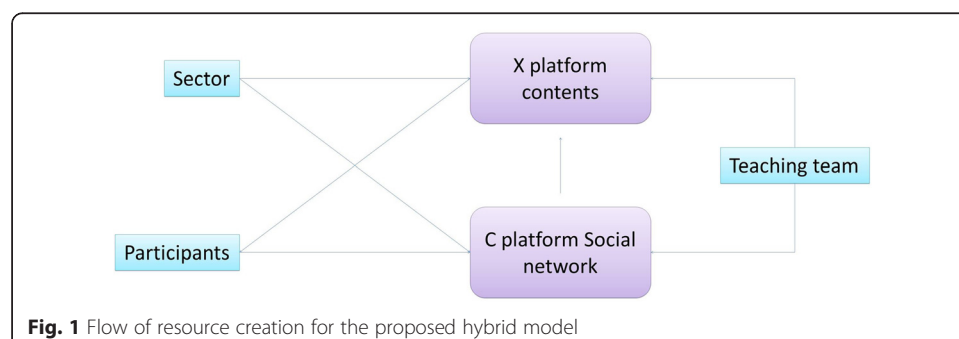 Sector
X platform
contents
Teaching team
Participants
C platform Social
network
Fig. 1 Flow of resource creation for the proposed hybrid model